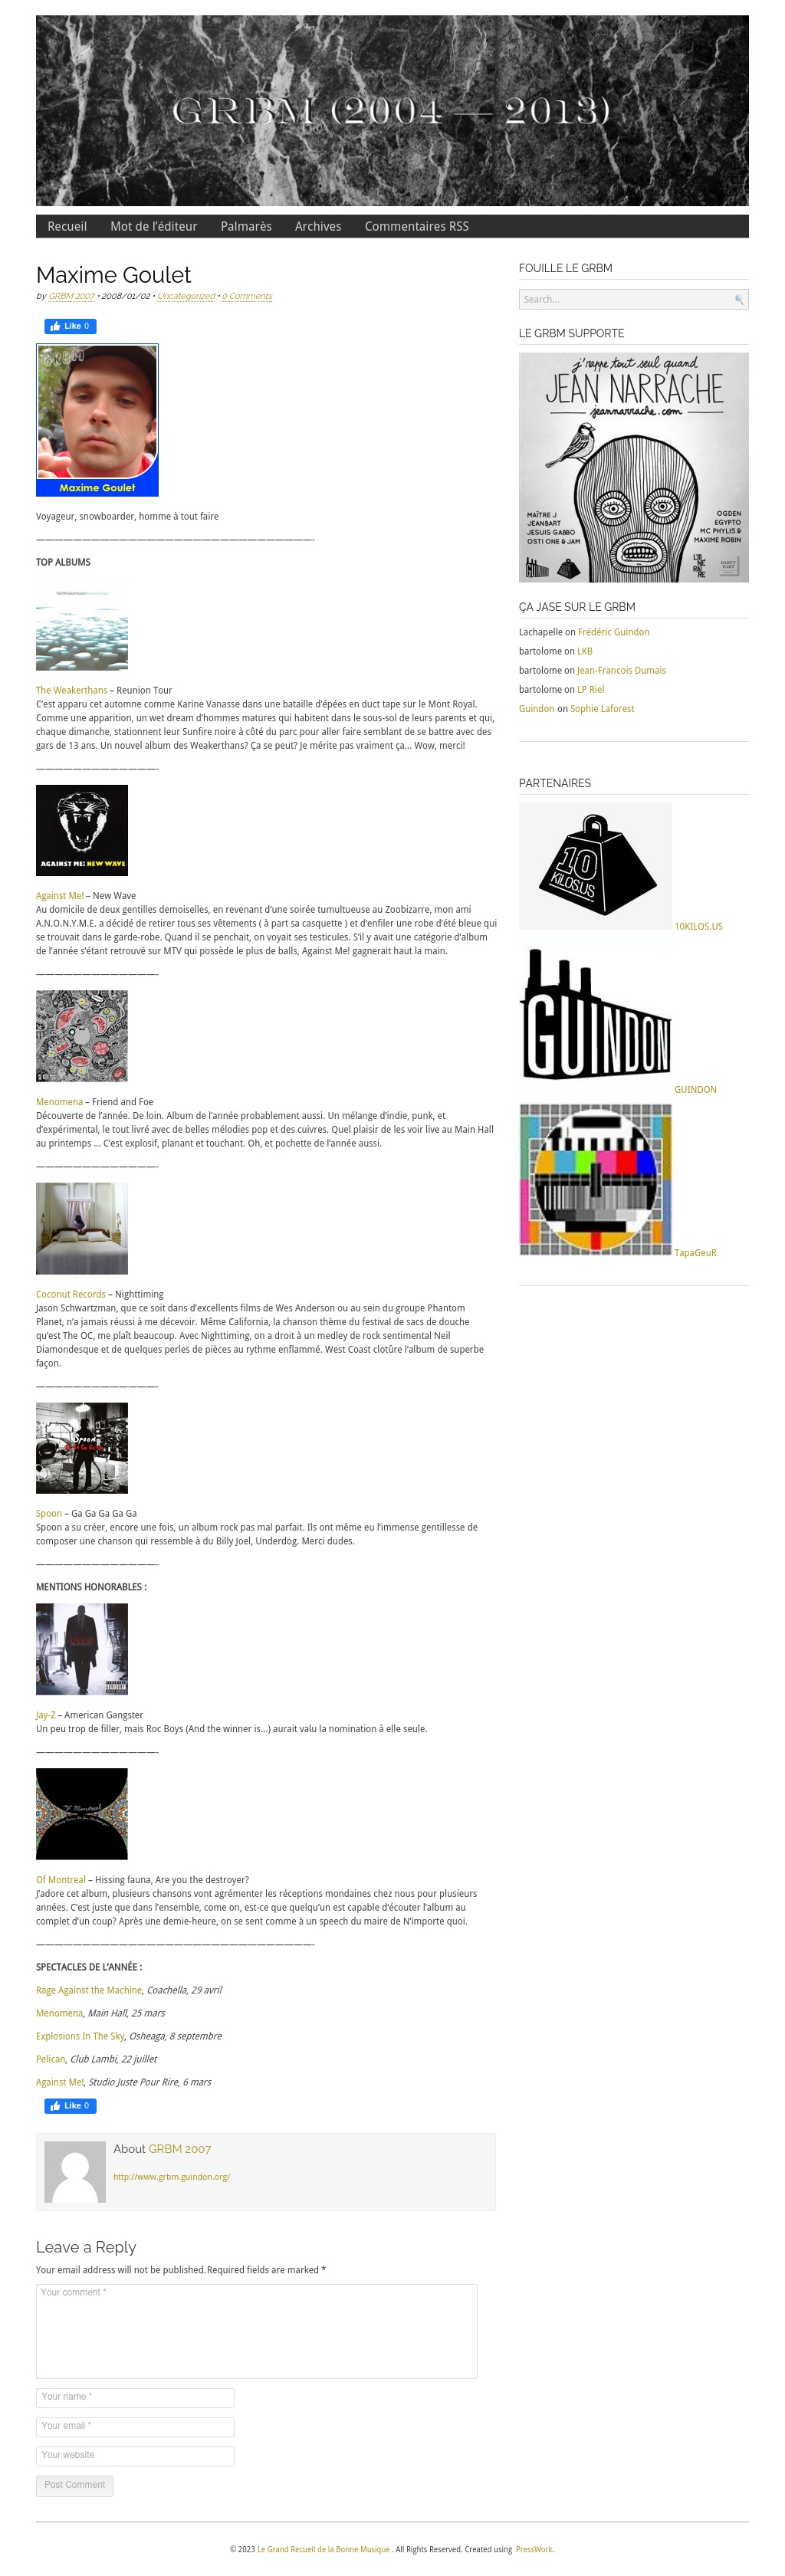 GRBM (2004 — 2013)
Recueil Mot de l'éditeur Palmarès Archives Commentaires RSS
Maxime Goulet
by GRBM 2007 • 2008/01/02 • Uncategorized • 0 Comments
Like 0
GRBM
Maxime Goulet
Voyageur, snowboarder, homme à tout faire
——————————————————————————————-
TOP ALBUMS
The Weakerthans – Reunion Tour
C'est apparu cet automne comme Karine Vanasse dans une bataille d'épées en duct tape sur le Mont Royal.
Comme une apparition, un wet dream d'hommes matures qui habitent dans le sous-sol de leurs parents et qui,
chaque dimanche, stationnent leur Sunfire noire à côté du parc pour aller faire semblant de se battre avec des
gars de 13 ans. Un nouvel album des Weakerthans? Ça se peut? Je mérite pas vraiment ça… Wow, merci!
—————————————-
AGAINST ME! NEW WAVE
Against Me! – New Wave
Au domicile de deux gentilles demoiselles, en revenant d'une soirée tumultueuse au Zoobizarre, mon ami
A.N.O.N.Y.M.E. a décidé de retirer tous ses vêtements ( à part sa casquette ) et d'enfiler une robe d'été bleue qui
se trouvait dans le garde-robe. Quand il se penchait, on voyait ses testicules. S'il y avait une catégorie d'album
de l'année s'étant retrouvé sur MTV qui possède le plus de balls, Against Me! gagnerait haut la main.
—————————————-
Menomena – Friend and Foe
Découverte de l'année. De loin. Album de l'année probablement aussi. Un mélange d'indie, punk, et
d'expérimental, le tout livré avec de belles mélodies pop et des cuivres. Quel plaisir de les voir live au Main Hall
au printemps … C'est explosif, planant et touchant. Oh, et pochette de l'année aussi.
—————————————-
Coconut Records – Nighttiming
Jason Schwartzman, que ce soit dans d'excellents films de Wes Anderson ou au sein du groupe Phantom
Planet, n'a jamais réussi à me décevoir. Même California, la chanson thème du festival de sacs de douche
qu'est The OC, me plaît beaucoup. Avec Nighttiming, on a droit à un medley de rock sentimental Neil
Diamondesque et de quelques perles de pièces au rythme enflammé. West Coast clotûre l'album de superbe
façon.
—————————————-
Spoon
Spoon – Ga Ga Ga Ga Ga
Spoon a su créer, encore une fois, un album rock pas mal parfait. Ils ont même eu l'immense gentillesse de
composer une chanson qui ressemble à du Billy Joel, Underdog. Merci dudes.
—————————————-
MENTIONS HONORABLES :
Jay-Z – American Gangster
Un peu trop de filler, mais Roc Boys (And the winner is…) aurait valu la nomination à elle seule.
—————————————-
Of Montreal – Hissing fauna, Are you the destroyer?
J'adore cet album, plusieurs chansons vont agrémenter les réceptions mondaines chez nous pour plusieurs
années. C'est juste que dans l'ensemble, come on, est-ce que quelqu'un est capable d'écouter l'album au
complet d'un coup? Après une demie-heure, on se sent comme à un speech du maire de N'importe quoi.
——————————————————————————————-
SPECTACLES DE L'ANNÉE :
Rage Against the Machine, Coachella, 29 avril
Menomena, Main Hall, 25 mars
Explosions In The Sky, Osheaga, 8 septembre
Pelican, Club Lambi, 22 juillet
Against Me!, Studio Juste Pour Rire, 6 mars
Like 0
About GRBM 2007
http://www.grbm.guindon.org/
Leave a Reply
Your email address will not be published. Required fields are marked *
Your comment *
Your name *
Your email *
Your website
Post Comment
FOUILLE LE GRBM
Search...
LE GRBM SUPPORTE
j'rappe tout seul quand
JEAN NARRACHE
jeannarrache.com
MAÎTRE J
JEANBART
JESUIS GABBO
OSTI ONE & JAM
OGDEN
EGYPTO
MC PHYLIS &
MAXIME ROBIN
ÇA JASE SUR LE GRBM
Lachapelle on Frédéric Guindon
bartolome on LKB
bartolome on Jean-Francois Dumais
bartolome on LP Riel
Guindon on Sophie Laforest
PARTENAIRES
10
KILOS.US
10KILOS.US
GUINDON
GUINDON
TapaGeuR
© 2023 Le Grand Recueil de la Bonne Musique . All Rights Reserved. Created using PressWork.